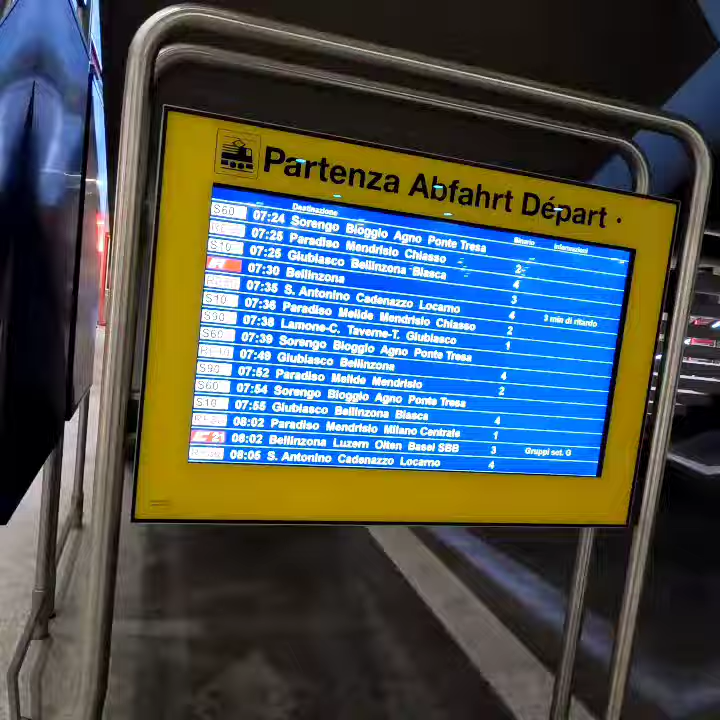 Partenza Abfahrt Départ
Destinazione Binario Informazioni
S60 07:24 Sorengo Bioggio Agno Ponte Tresa
07:25 Paradiso Mendrisio Chiasso 2
S10 07:25 Giubiasco Bellinzona Biasca 4
07:30 Bellinzona 3
07:35 S. Antonino Cadenazzo Locarno 4 3 min di ritardo
S10 07:36 Paradiso Melide Mendrisio Chiasso 2
S90 07:38 Lamone-C. Taverne-T. Giubiasco 1
S60 07:39 Sorengo Bioggio Agno Ponte Tresa
07:49 Giubiasco Bellinzona 4
S90 07:52 Paradiso Melide Mendrisio 2
S60 07:54 Sorengo Bioggio Agno Ponte Tresa
S10 07:55 Giubiasco Bellinzona Biasca 4
08:02 Paradiso Mendrisio Milano Centrale 1
21 08:02 Bellinzona Luzern Olten Basel SBB 3 Gruppi set. G
08:05 S. Antonino Cadenazzo Locarno 4